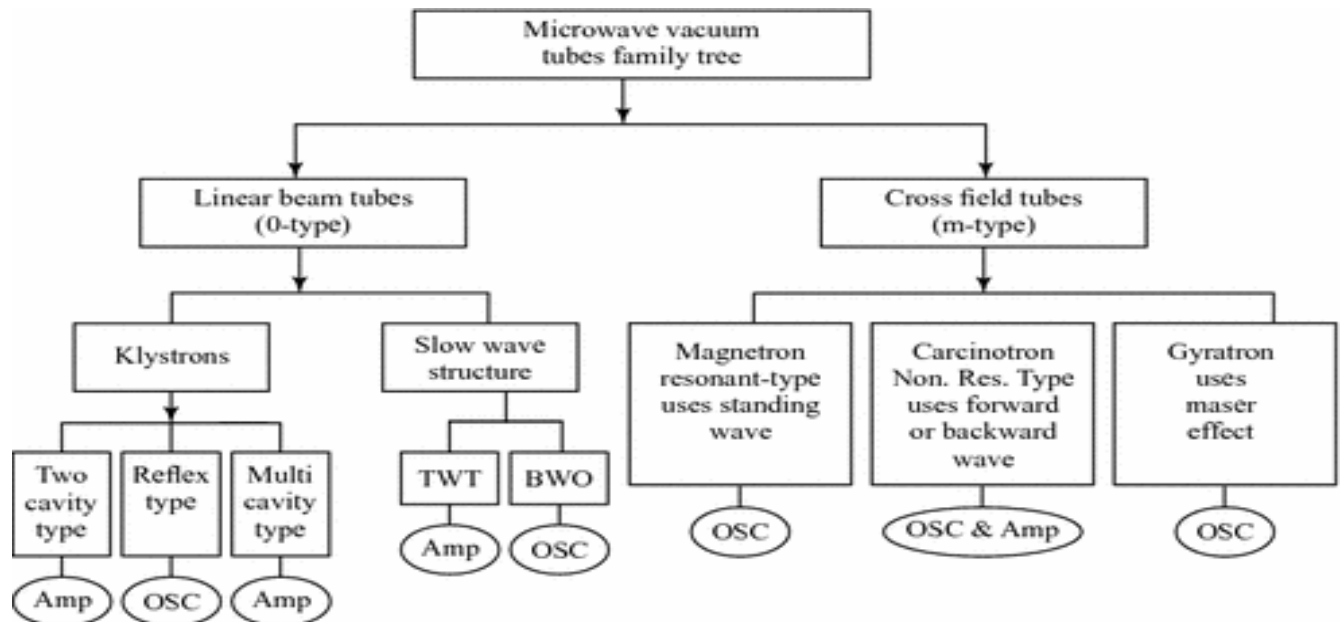 Microwave vacuum
tubes family tree
Linear beam tubes
(0-type)
Cross field tubes
(m-type)
Klystrons
Slow wave
structure
Magnetron
resonant-type
uses standing
wave
Carcinotron
Non. Res. Type
uses forward
or backward
wave
Gyratron
uses
maser
effect
Two
cavity
type
Reflex
type
Multi
cavity
type
TWT
BWO
OSC
OSC & Amp
OSC
Amp
OSC
Amp
OSC
Amp